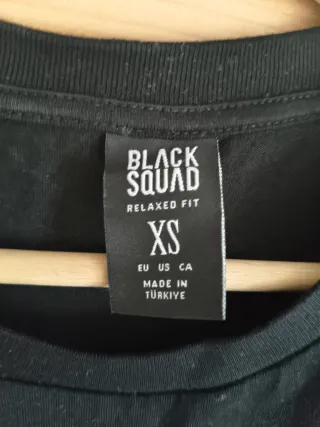 BLACK
SQUAD
RELAXED FIT
XS
EU US CA
MADE IN
TÜRKIYE